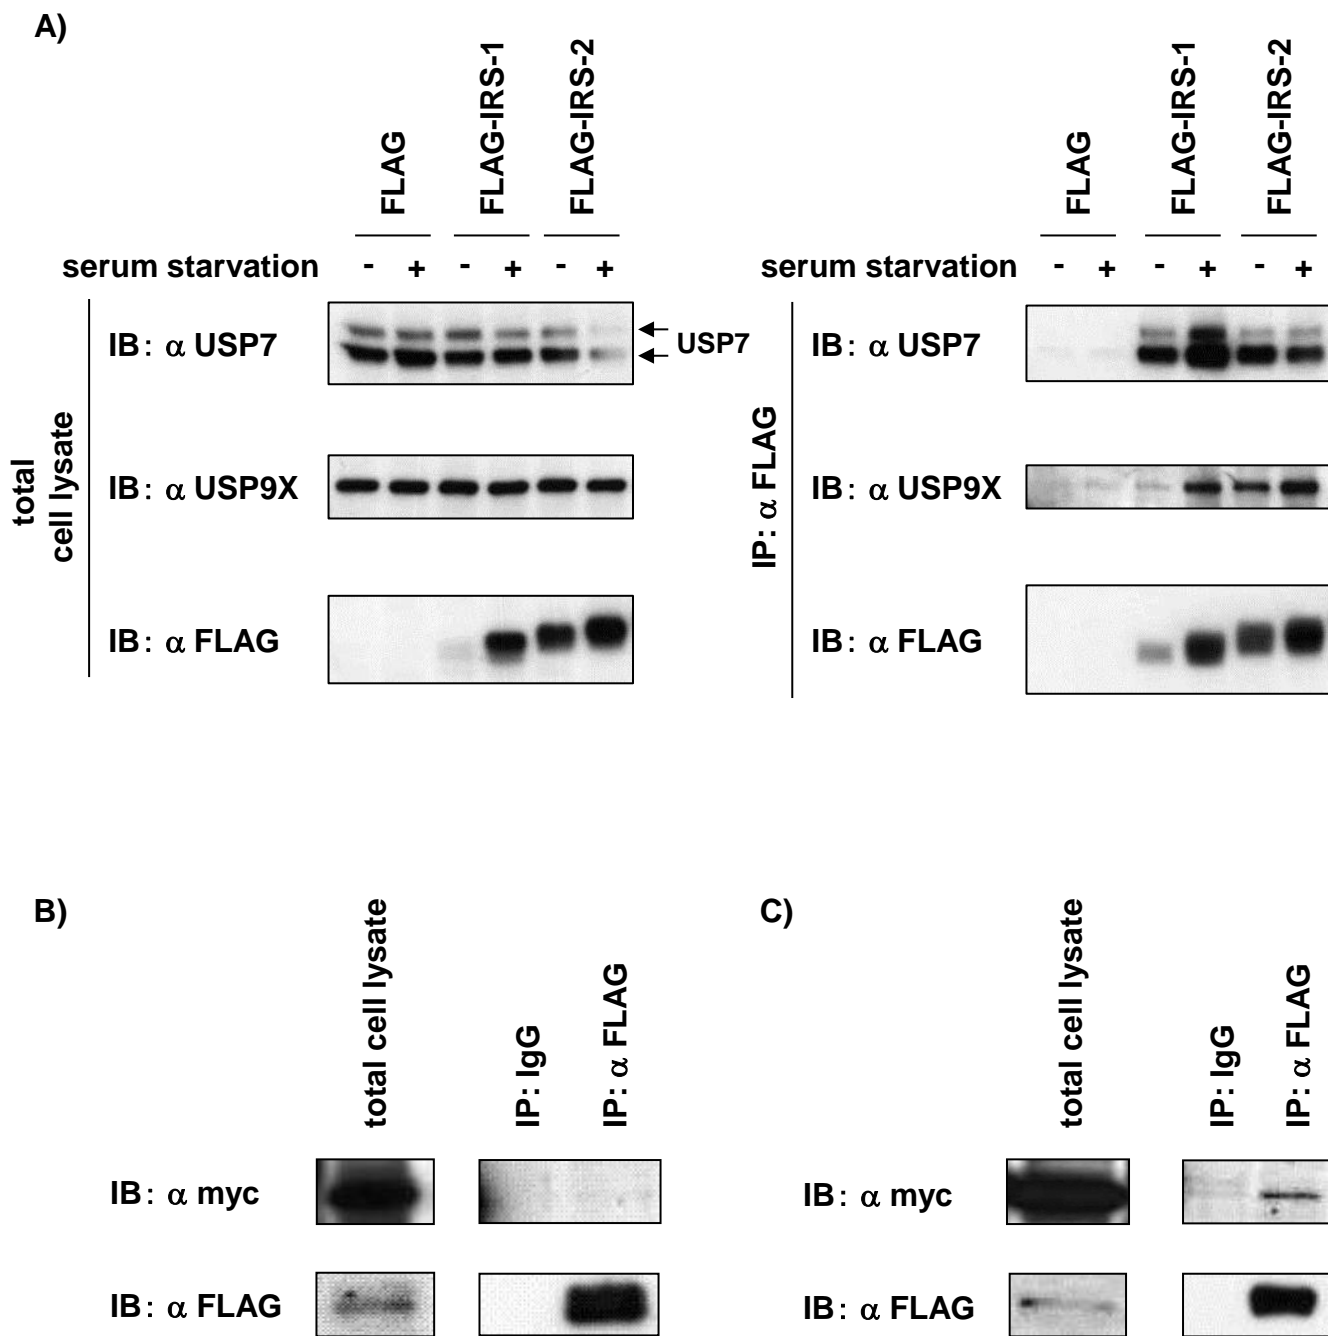 A)
FLAG
FLAG-IRS-1
FLAG-IRS-2
serum starvation - + - + - +
total
cell lysate
IB: α USP7
USP7
IB: α USP9X
IB: α FLAG
FLAG
FLAG-IRS-1
FLAG-IRS-2
serum starvation - + - + - +
IP: α FLAG
IB: α USP7
IB: α USP9X
IB: α FLAG
B)
total cell lysate
IP: IgG
IP: α FLAG
IB: α myc
IB: α FLAG
C)
total cell lysate
IP: IgG
IP: α FLAG
IB: α myc
IB: α FLAG